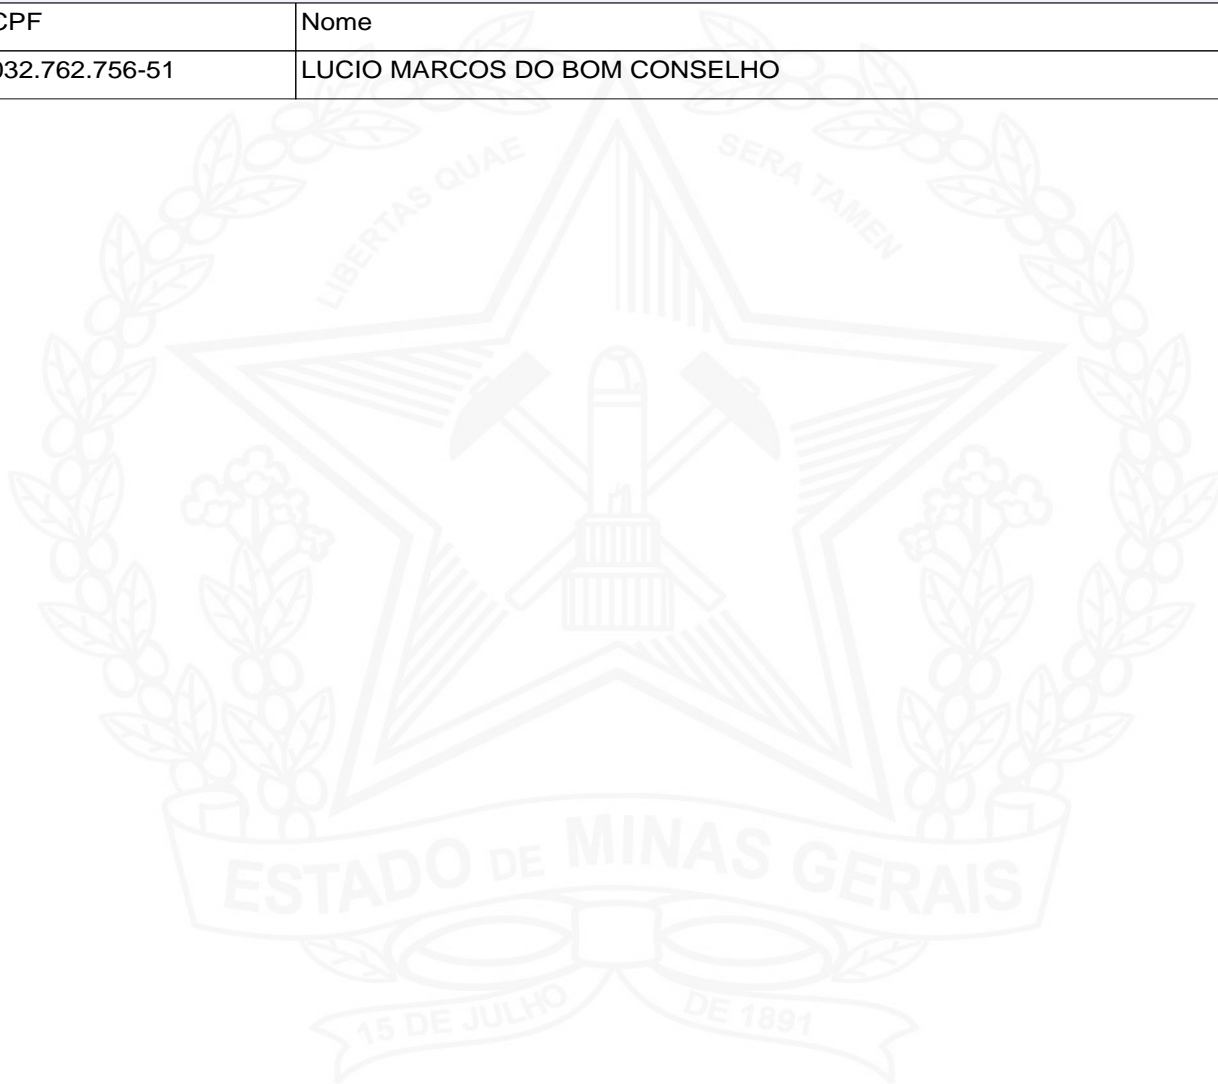 CPF Nome
032.762.756-51 LUCIO MARCOS DO BOM CONSELHO
LIBERTAS QUAE SERA TAMEN
ESTADO DE MINAS GERAIS
15 DE JULHO DE 1891